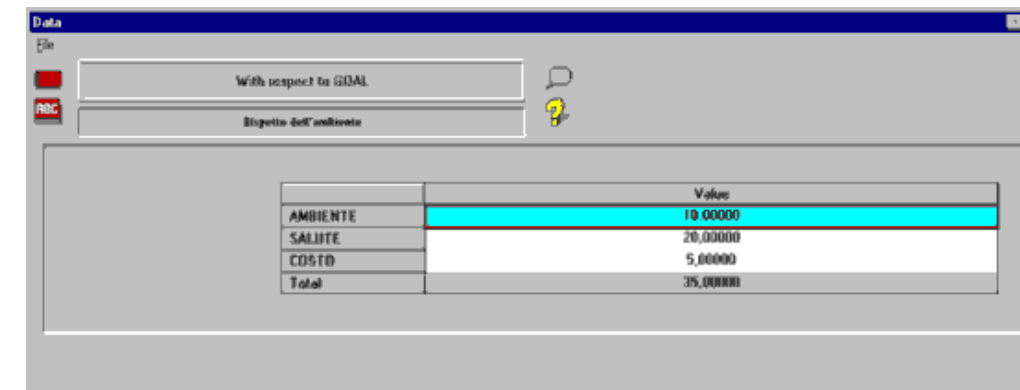 Data
File
With respect to GOAL
ABC
Rispetto dell'ambiente
Value
AMBIENTE 10,00000
SALUTE 20,00000
COSTO 5,00000
Total 35,00000